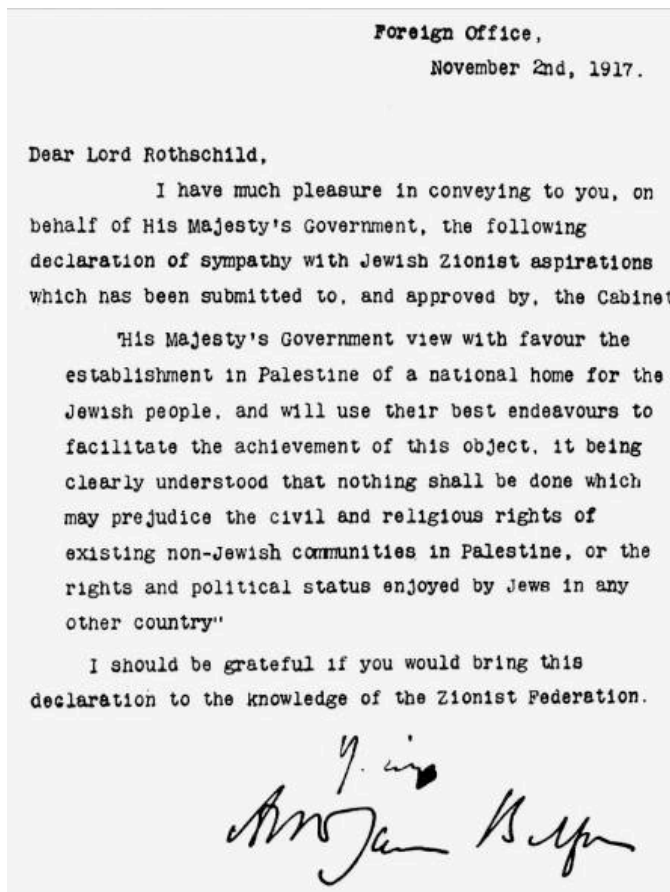 Foreign Office,
November 2nd, 1917.
Dear Lord Rothschild,
I have much pleasure in conveying to you, on
behalf of His Majesty's Government, the following
declaration of sympathy with Jewish Zionist aspirations
which has been submitted to, and approved by, the Cabinet
"His Majesty's Government view with favour the
establishment in Palestine of a national home for the
Jewish people, and will use their best endeavours to
facilitate the achievement of this object, it being
clearly understood that nothing shall be done which
may prejudice the civil and religious rights of
existing non-Jewish communities in Palestine, or the
rights and political status enjoyed by Jews in any
other country"
I should be grateful if you would bring this
declaration to the knowledge of the Zionist Federation.